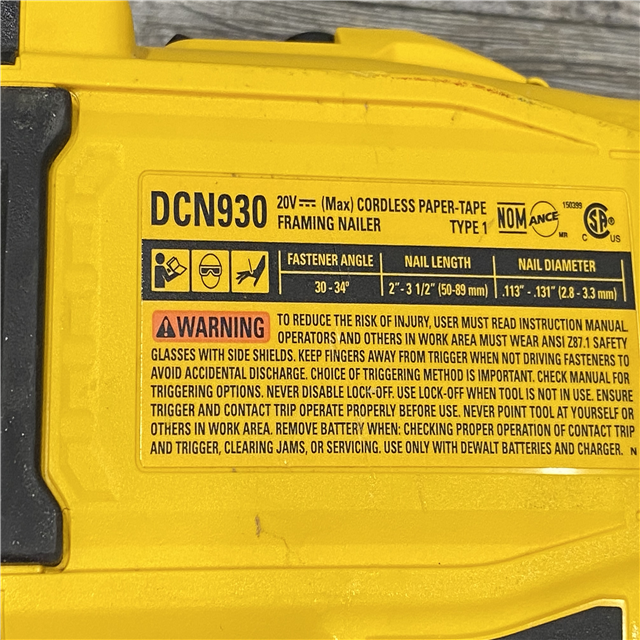 DCN930 20V (Max) CORDLESS PAPER-TAPE
FRAMING NAILER TYPE 1
NOM ANCE MR
150399
SA
C US
FASTENER ANGLE NAIL LENGTH NAIL DIAMETER
30 - 34° 2" - 3 1/2" (50-89 mm) .113" - .131" (2.8 - 3.3 mm)
WARNING TO REDUCE THE RISK OF INJURY, USER MUST READ INSTRUCTION MANUAL.
OPERATORS AND OTHERS IN WORK AREA MUST WEAR ANSI Z87.1 SAFETY
GLASSES WITH SIDE SHIELDS. KEEP FINGERS AWAY FROM TRIGGER WHEN NOT DRIVING FASTENERS TO
AVOID ACCIDENTAL DISCHARGE. CHOICE OF TRIGGERING METHOD IS IMPORTANT. CHECK MANUAL FOR
TRIGGERING OPTIONS. NEVER DISABLE LOCK-OFF. USE LOCK-OFF WHEN TOOL IS NOT IN USE. ENSURE
TRIGGER AND CONTACT TRIP OPERATE PROPERLY BEFORE USE. NEVER POINT TOOL AT YOURSELF OR
OTHERS IN WORK AREA. REMOVE BATTERY WHEN: CHECKING PROPER OPERATION OF CONTACT TRIP
AND TRIGGER, CLEARING JAMS, OR SERVICING. USE ONLY WITH DEWALT BATTERIES AND CHARGER. N